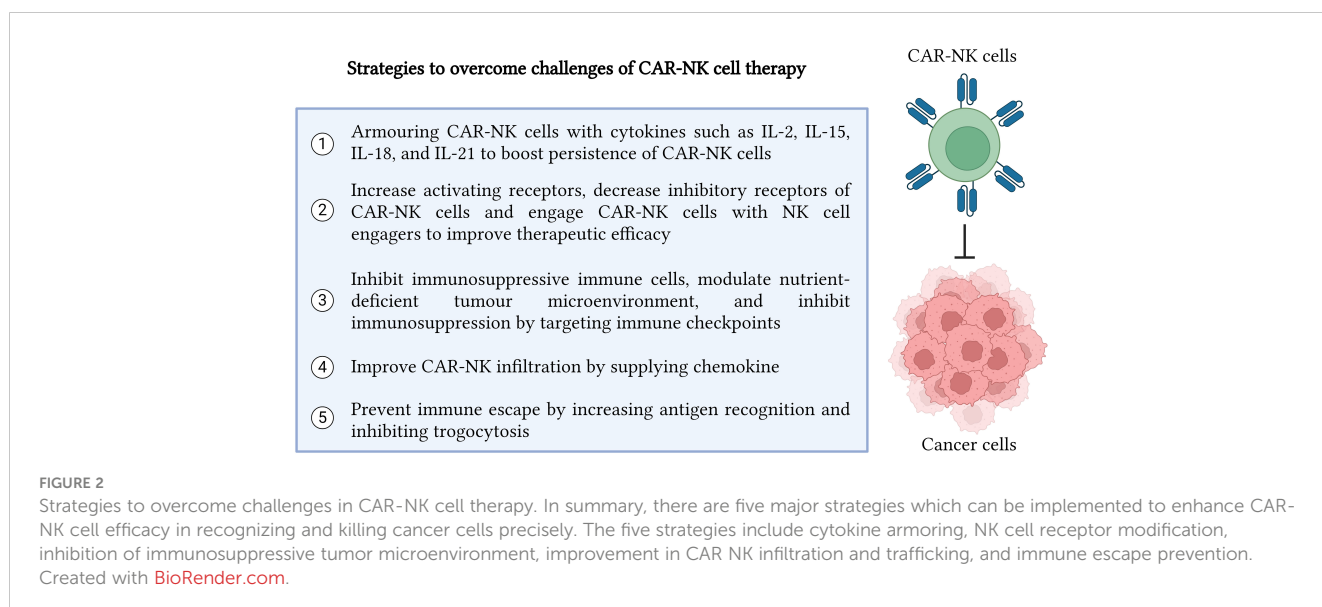 Strategies to overcome challenges of CAR-NK cell therapy
CAR-NK cells
1
Armouring CAR-NK cells with cytokines such as IL-2, IL-15,
IL-18, and IL-21 to boost persistence of CAR-NK cells
2
Increase activating receptors, decrease inhibitory receptors of
CAR-NK cells and engage CAR-NK cells with NK cell
engagers to improve therapeutic efficacy
3
Inhibit immunosuppressive immune cells, modulate nutrient-
deficient tumour microenvironment, and inhibit
immunosuppression by targeting immune checkpoints
4
Improve CAR-NK infiltration by supplying chemokine
5
Prevent immune escape by increasing antigen recognition and
inhibiting trogocytosis
Cancer cells
FIGURE 2
Strategies to overcome challenges in CAR-NK cell therapy. In summary, there are five major strategies which can be implemented to enhance CAR-
NK cell efficacy in recognizing and killing cancer cells precisely. The five strategies include cytokine armoring, NK cell receptor modification,
inhibition of immunosuppressive tumor microenvironment, improvement in CAR NK infiltration and trafficking, and immune escape prevention.
Created with BioRender.com.